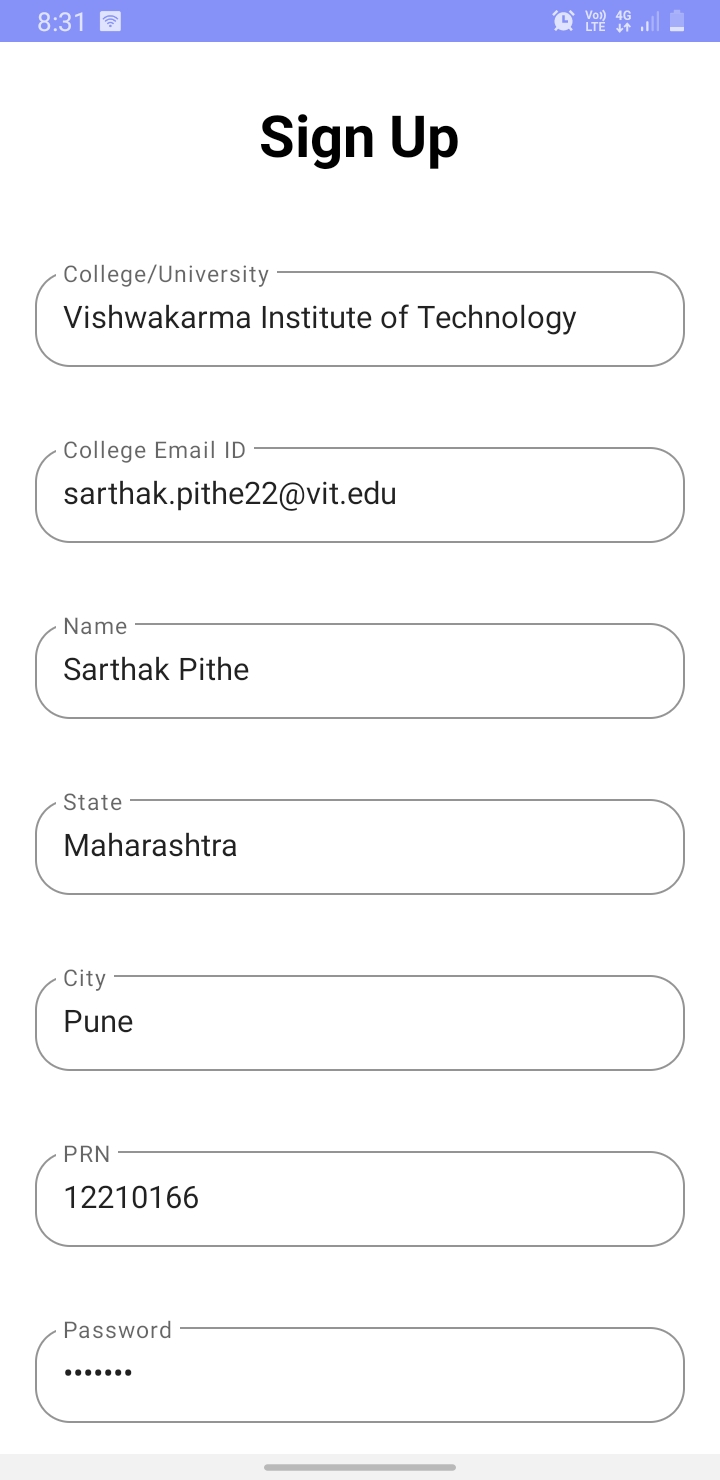 8:31
Vo)) LTE 4G
Sign Up
College/University
Vishwakarma Institute of Technology
College Email ID
sarthak.pithe22@vit.edu
Name
Sarthak Pithe
State
Maharashtra
City
Pune
PRN
12210166
Password
•••••••